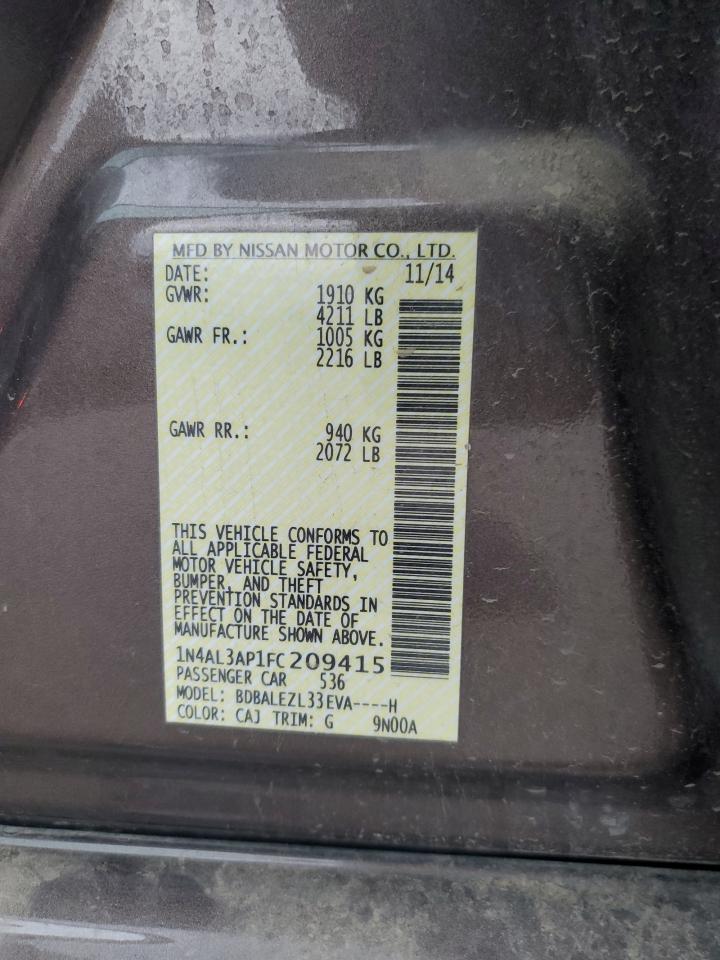 MFD BY NISSAN MOTOR CO., LTD.
DATE: 11/14
GVWR: 1910 KG
4211 LB
GAWR FR.: 1005 KG
2216 LB
GAWR RR.: 940 KG
2072 LB
THIS VEHICLE CONFORMS TO
ALL APPLICABLE FEDERAL
MOTOR VEHICLE SAFETY,
BUMPER, AND THEFT
PREVENTION STANDARDS IN
EFFECT ON THE DATE OF
MANUFACTURE SHOWN ABOVE.
1N4AL3AP1FC209415
PASSENGER CAR 536
MODEL: BDBALEZL33EVA----H
COLOR: CAJ TRIM: G 9N00A